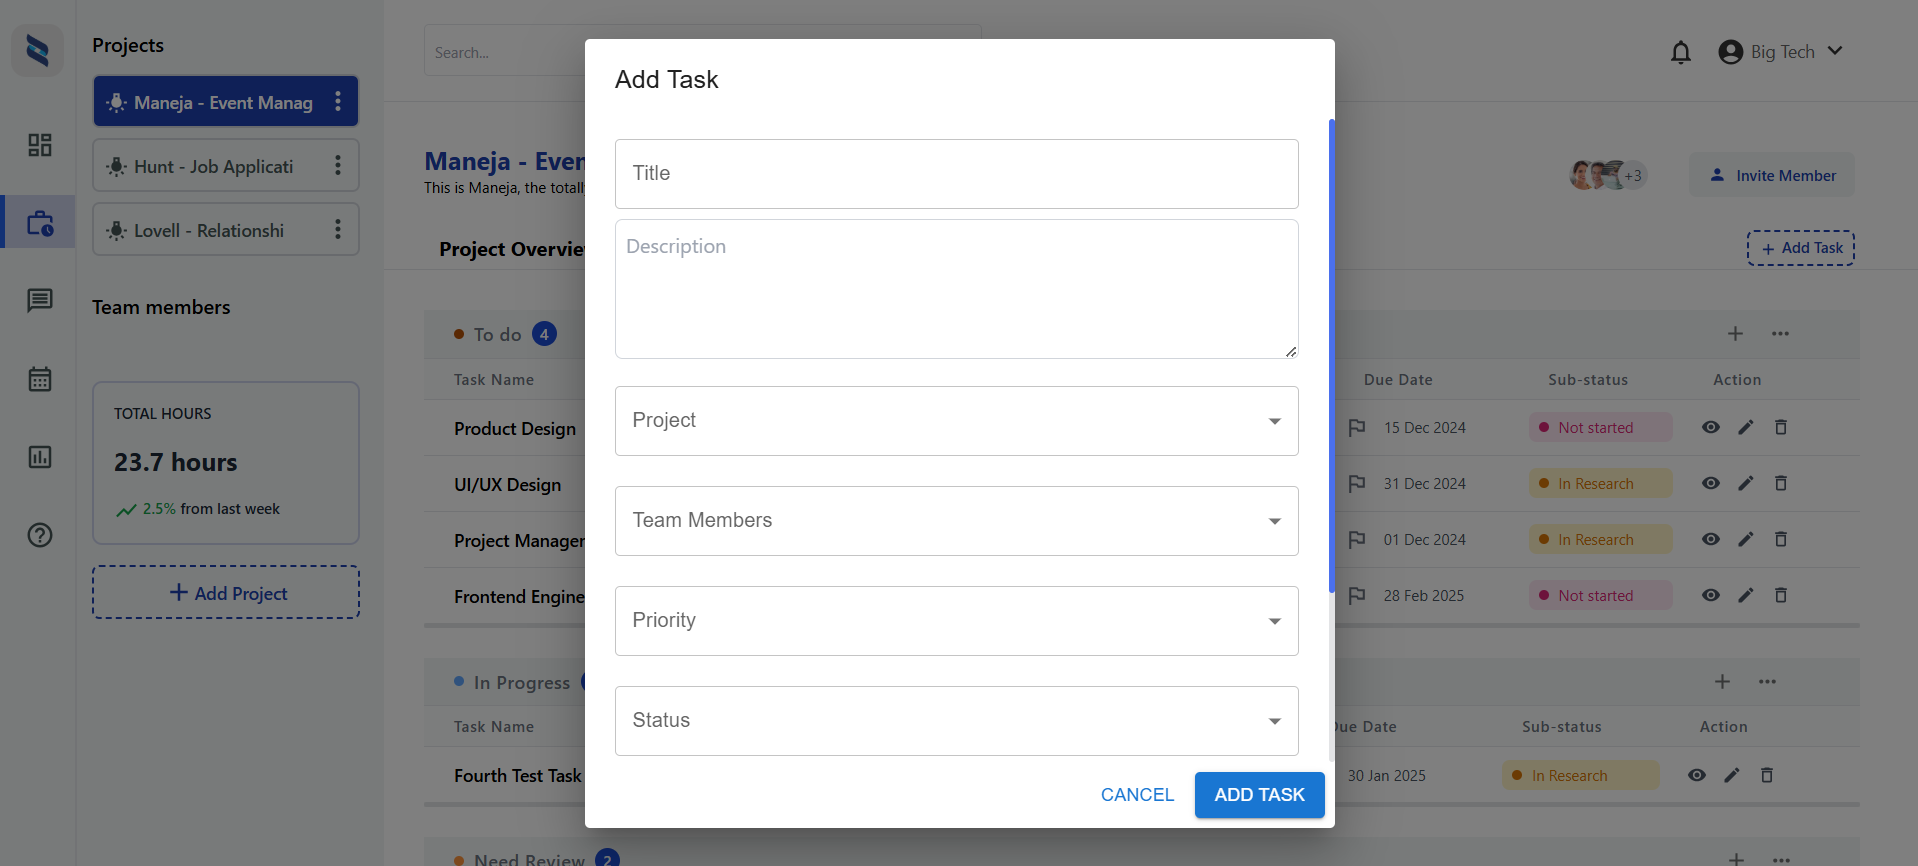 Projects
Maneja - Event Manag
Hunt - Job Applicati
Lovell - Relationshi
Team members
TOTAL HOURS
23.7 hours
2.5% from last week
+ Add Project
Search...
Big Tech
Maneja - Even
This is Maneja, the totall
+3
Invite Member
Project Overvie
+ Add Task
To do 4
Task Name Due Date Sub-status Action
Product Design 15 Dec 2024 Not started
UI/UX Design 31 Dec 2024 In Research
Project Manager 01 Dec 2024 In Research
Frontend Engine 28 Feb 2025 Not started
In Progress
Task Name Due Date Sub-status Action
Fourth Test Task 30 Jan 2025 In Research
Need Review 2
Add Task
Title
Description
Project
Team Members
Priority
Status
CANCEL ADD TASK